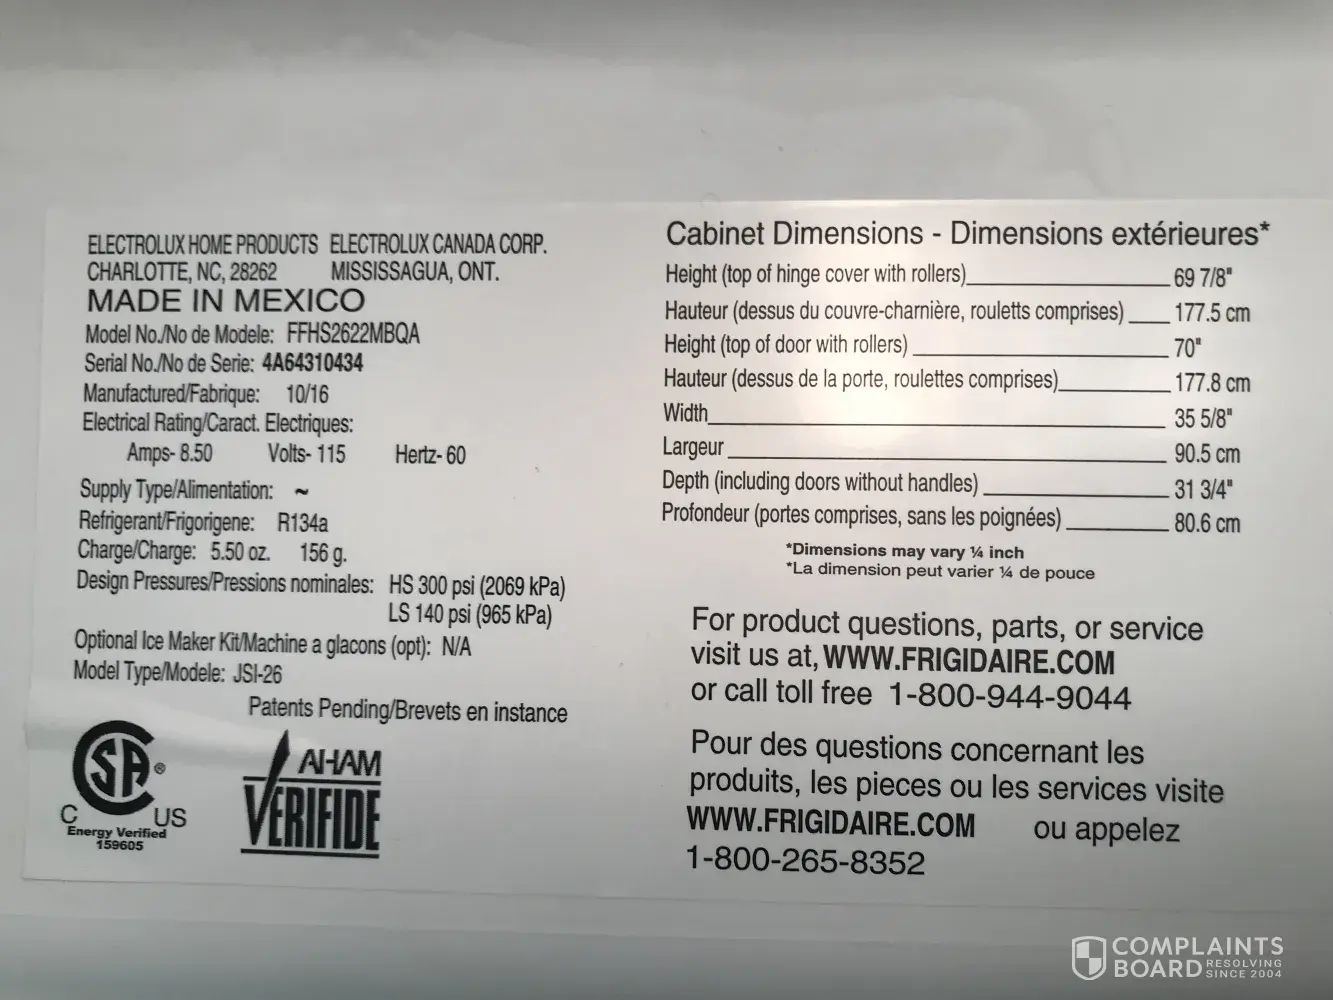 ELECTROLUX HOME PRODUCTS ELECTROLUX CANADA CORP.
CHARLOTTE, NC, 28262 MISSISSAGUA, ONT.
MADE IN MEXICO
Model No./No de Modele: FFHS2622MBQA
Serial No./No de Serie: 4A64310434
Manufactured/Fabrique: 10/16
Electrical Rating/Caract. Electriques:
Amps- 8.50 Volts- 115 Hertz- 60
Supply Type/Alimentation: ~
Refrigerant/Frigorigene: R134a
Charge/Charge: 5.50 oz. 156 g.
Design Pressures/Pressions nominales: HS 300 psi (2069 kPa)
LS 140 psi (965 kPa)
Optional Ice Maker Kit/Machine a glacons (opt): N/A
Model Type/Modele: JSI-26
Patents Pending/Brevets en instance
CSA ®
C US
Energy Verified
159605
AHAM
VERIFIDE
Cabinet Dimensions - Dimensions extérieures*
Height (top of hinge cover with rollers) 69 7/8"
Hauteur (dessus du couvre-charnière, rouletts comprises) 177.5 cm
Height (top of door with rollers) 70"
Hauteur (dessus de la porte, roulettes comprises) 177.8 cm
Width 35 5/8"
Largeur 90.5 cm
Depth (including doors without handles) 31 3/4"
Profondeur (portes comprises, sans les poignées) 80.6 cm
*Dimensions may vary ¼ inch
*La dimension peut varier ¼ de pouce
For product questions, parts, or service
visit us at, WWW.FRIGIDAIRE.COM
or call toll free 1-800-944-9044
Pour des questions concernant les
produits, les pieces ou les services visite
WWW.FRIGIDAIRE.COM ou appelez
1-800-265-8352
COMPLAINTS
BOARD RESOLVING
SINCE 2004